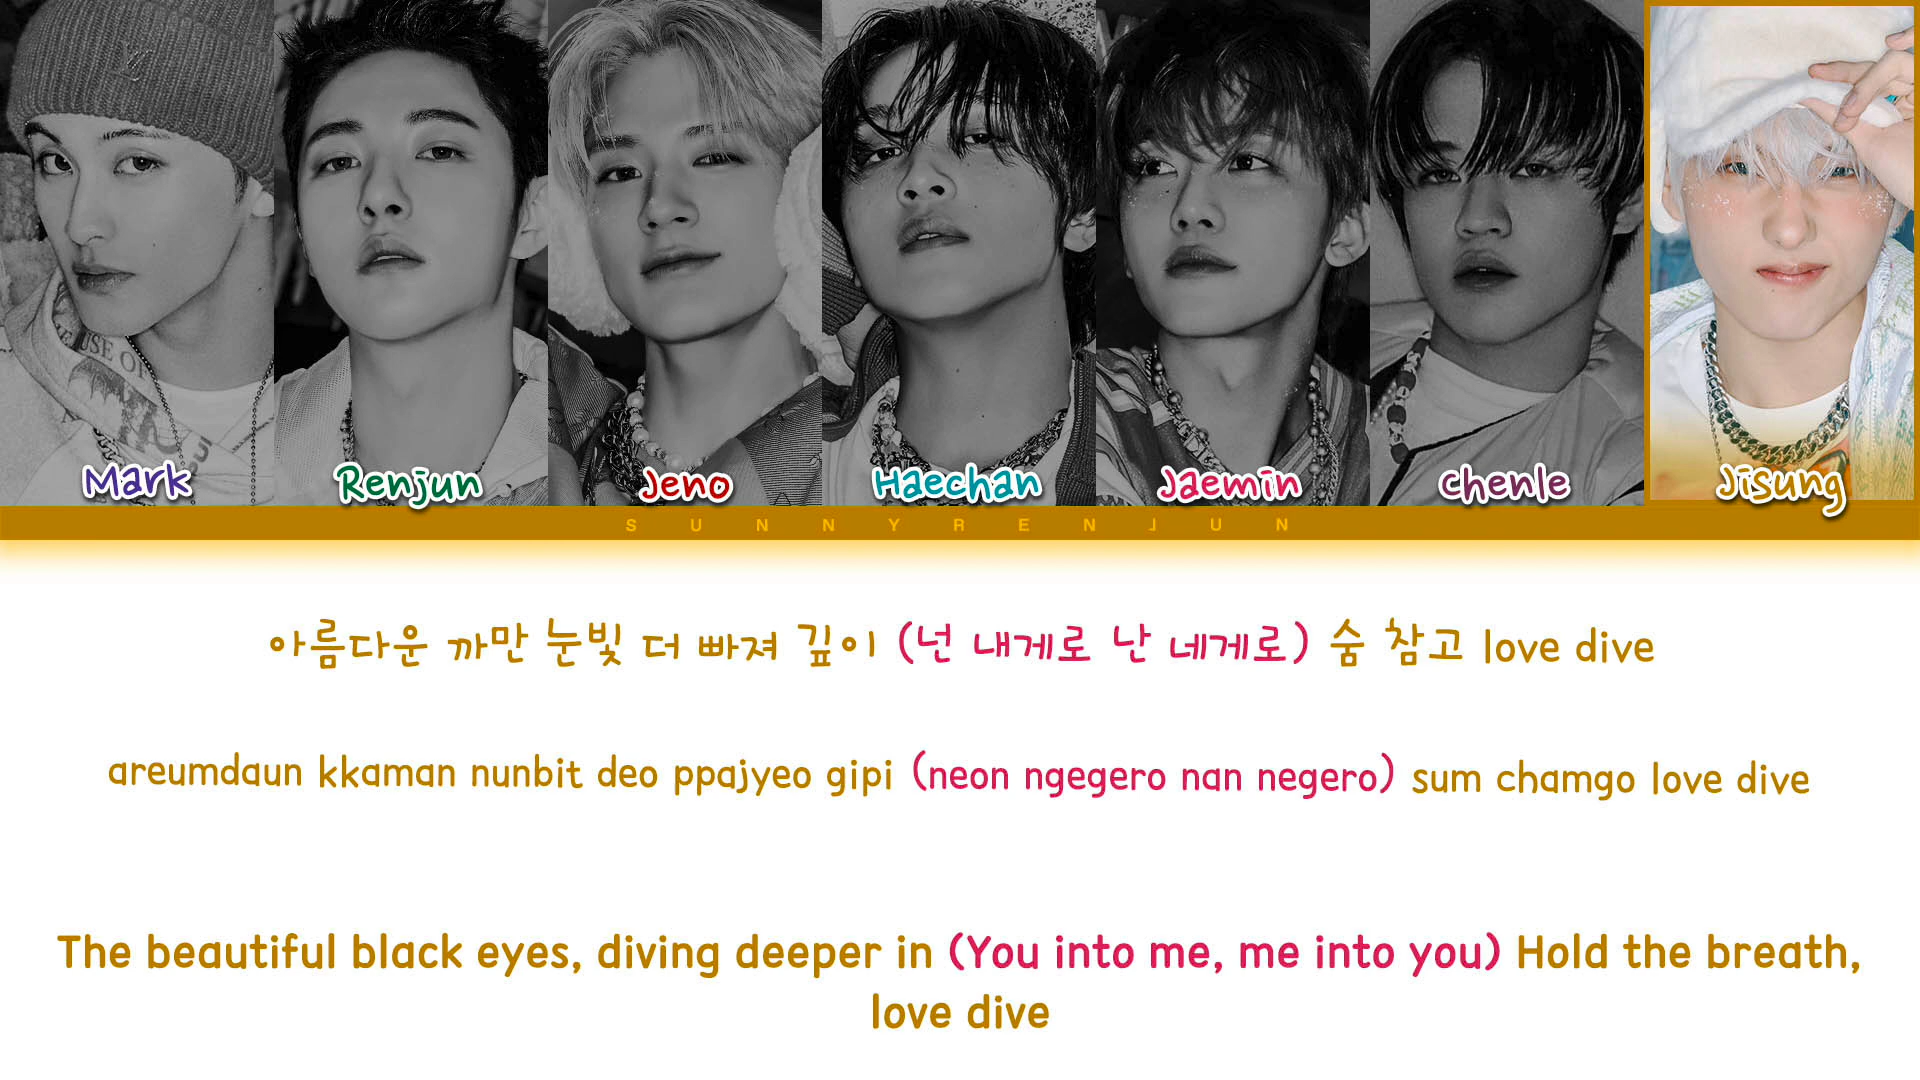 Mark
Renjun
Jeno
Haechan
Jaemin
chenle
Jisung
SUNNYRENJUN
아름다운 까만 눈빛 더 빠져 깊이 (넌 내게로 난 네게로) 숨 참고 love dive
areumdaun kkaman nunbit deo ppajyeo gipi (neon ngegero nan negero) sum chamgo love dive
The beautiful black eyes, diving deeper in (You into me, me into you) Hold the breath,
love dive